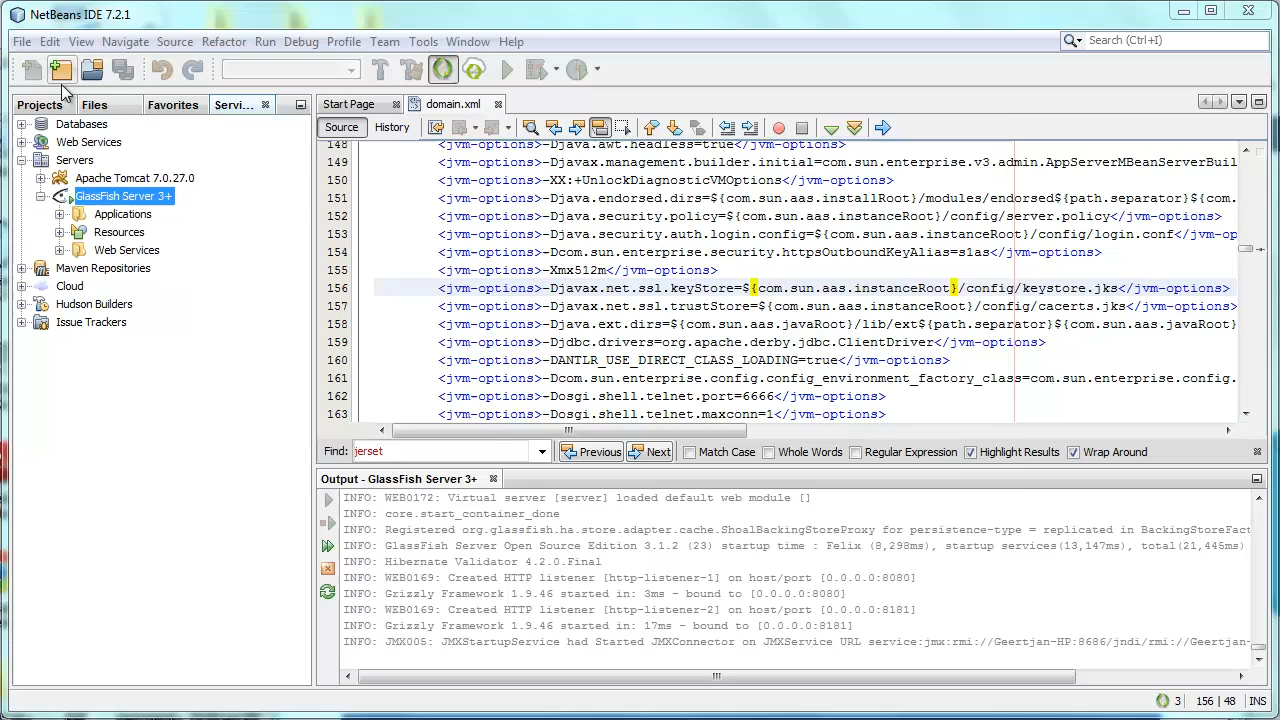 NetBeans IDE 7.2.1
File Edit View Navigate Source Refactor Run Debug Profile Team Tools Window Help
Search (Ctrl+I)
Projects Files Favorites Servi...
Databases
Web Services
Servers
Apache Tomcat 7.0.27.0
GlassFish Server 3+
Applications
Resources
Web Services
Maven Repositories
Cloud
Hudson Builders
Issue Trackers
Start Page domain.xml
Source History
148 <jvm-options>-Djava.awt.headless=true</jvm-options>
149 <jvm-options>-Djavax.management.builder.initial=com.sun.enterprise.v3.admin.AppServerMBeanServerBuil
150 <jvm-options>-XX:+UnlockDiagnosticVMOptions</jvm-options>
151 <jvm-options>-Djava.endorsed.dirs=${com.sun.aas.installRoot}/modules/endorsed${path.separator}${com.s
152 <jvm-options>-Djava.security.policy=${com.sun.aas.instanceRoot}/config/server.policy</jvm-options>
153 <jvm-options>-Djava.security.auth.login.config=${com.sun.aas.instanceRoot}/config/login.conf</jvm-op
154 <jvm-options>-Dcom.sun.enterprise.security.httpsOutboundKeyAlias=s1as</jvm-options>
155 <jvm-options>-Xmx512m</jvm-options>
156 <jvm-options>-Djavax.net.ssl.keyStore=${com.sun.aas.instanceRoot}/config/keystore.jks</jvm-options>
157 <jvm-options>-Djavax.net.ssl.trustStore=${com.sun.aas.instanceRoot}/config/cacerts.jks</jvm-options>
158 <jvm-options>-Djava.ext.dirs=${com.sun.aas.javaRoot}/lib/ext${path.separator}${com.sun.aas.javaRoot}
159 <jvm-options>-Djdbc.drivers=org.apache.derby.jdbc.ClientDriver</jvm-options>
160 <jvm-options>-DANTLR_USE_DIRECT_CLASS_LOADING=true</jvm-options>
161 <jvm-options>-Dcom.sun.enterprise.config.config_environment_factory_class=com.sun.enterprise.config.
162 <jvm-options>-Dosgi.shell.telnet.port=6666</jvm-options>
163 <jvm-options>-Dosgi.shell.telnet.maxconn=1</jvm-options>
Find: jerset Previous Next Match Case Whole Words Regular Expression Highlight Results Wrap Around
Output - GlassFish Server 3+
INFO: WEB0172: Virtual server [server] loaded default web module []
INFO: core.start_container_done
INFO: Registered org.glassfish.ha.store.adapter.cache.ShoalBackingStoreProxy for persistence-type = replicated in BackingStoreFact
INFO: GlassFish Server Open Source Edition 3.1.2 (23) startup time : Felix (8,298ms), startup services(13,147ms), total(21,445ms)
INFO: Hibernate Validator 4.2.0.Final
INFO: WEB0169: Created HTTP listener [http-listener-1] on host/port [0.0.0.0:8080]
INFO: Grizzly Framework 1.9.46 started in: 3ms - bound to [0.0.0.0:8080]
INFO: WEB0169: Created HTTP listener [http-listener-2] on host/port [0.0.0.0:8181]
INFO: Grizzly Framework 1.9.46 started in: 17ms - bound to [0.0.0.0:8181]
INFO: JMX005: JMXStartupService had Started JMXConnector on JMXService URL service:jmx:rmi://Geertjan-HP:8686/jndi/rmi://Geertjan-
3 156 | 48 INS